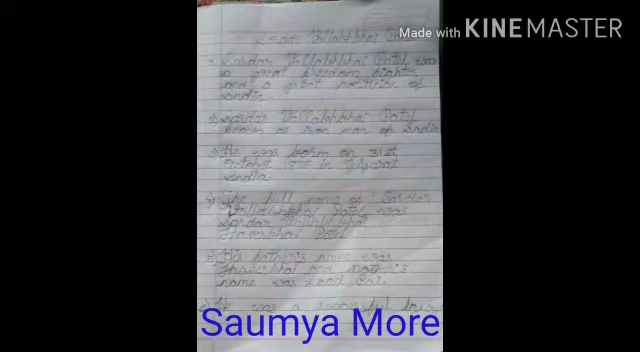 Made with KINEMASTER
Sardar Vallabhbhai Patel
1) Sardar Vallabhbhai Patel was
a great freedom fighter
and a great politician of
India.
2) Sardar Vallabhbhai Patel
known as iron man of India
3) He was born on 31st
October 1875 in Gujarat
India.
4) The full name of Sardar
Vallabhbhai Patel was
Sardar Vallabhbhai
Jhaverbhai Patel.
5) His father's name was
Jhaverbhai and Mother's
name was Laad Bai.
6) He was a successful
Saumya More